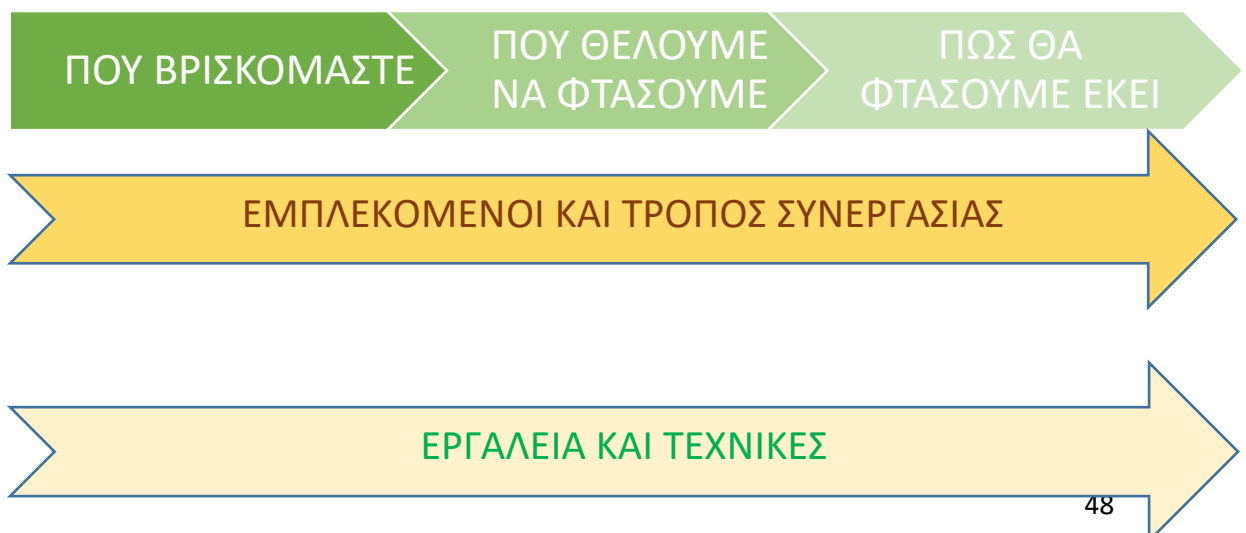 ΠΟΥ ΒΡΙΣΚΟΜΑΣΤΕ
ΠΟΥ ΘΕΛΟΥΜΕ
ΝΑ ΦΤΑΣΟΥΜΕ
ΠΩΣ ΘΑ
ΦΤΑΣΟΥΜΕ ΕΚΕΙ
ΕΜΠΛΕΚΟΜΕΝΟΙ ΚΑΙ ΤΡΟΠΟΣ ΣΥΝΕΡΓΑΣΙΑΣ
ΕΡΓΑΛΕΙΑ ΚΑΙ ΤΕΧΝΙΚΕΣ
48